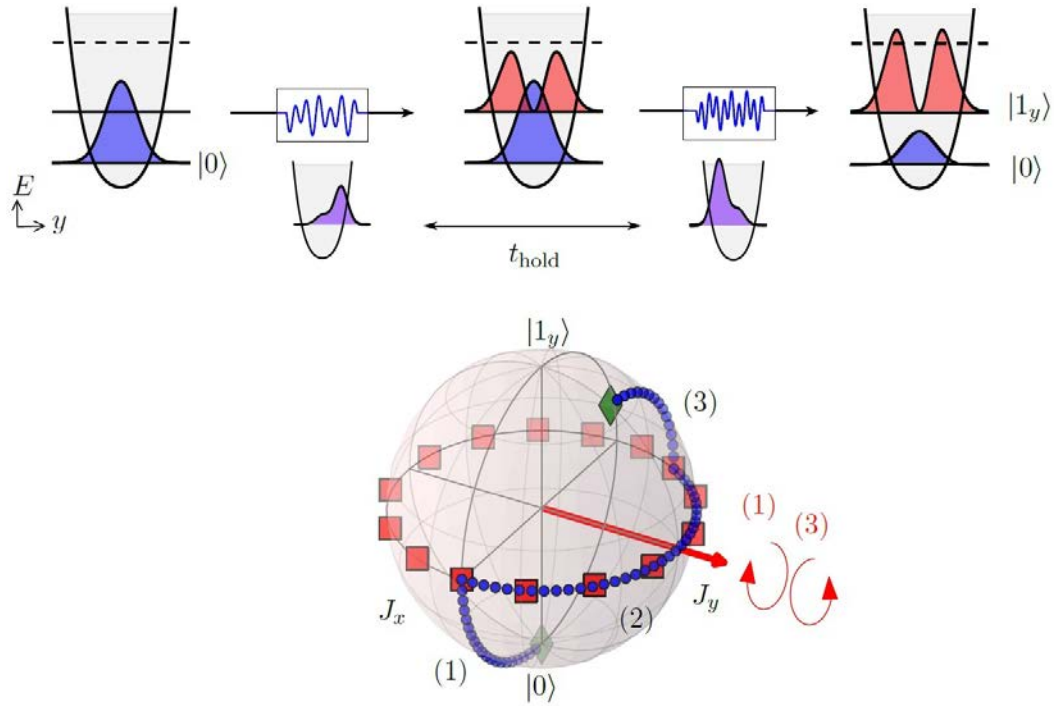 |1_y⟩
|0⟩
|0⟩
E
y
t_hold
|1_y⟩
(3)
(1)
(3)
J_x
J_y
(2)
(1)
|0⟩